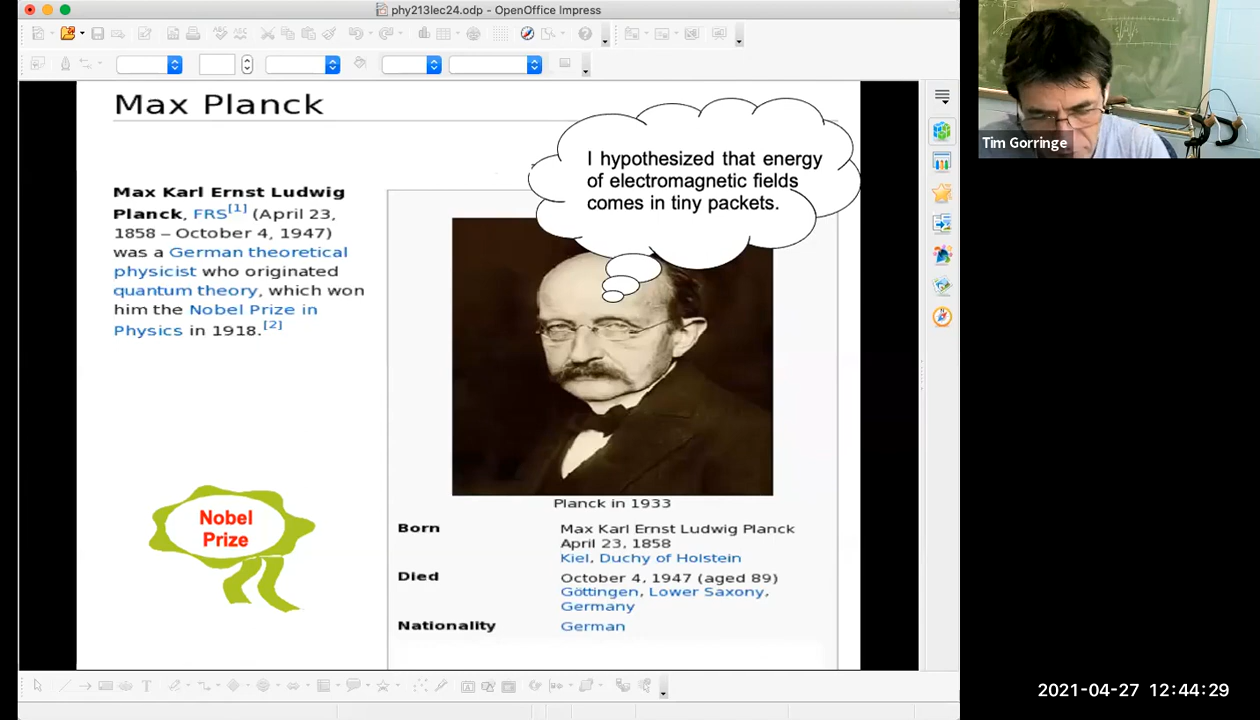 phy213lec24.odp - OpenOffice Impress
Max Planck
I hypothesized that energy
of electromagnetic fields
comes in tiny packets.
Max Karl Ernst Ludwig
Planck, FRS[1] (April 23,
1858 – October 4, 1947)
was a German theoretical
physicist who originated
quantum theory, which won
him the Nobel Prize in
Physics in 1918.[2]
Nobel
Prize
Planck in 1933
Born
Max Karl Ernst Ludwig Planck
April 23, 1858
Kiel, Duchy of Holstein
Died
October 4, 1947 (aged 89)
Göttingen, Lower Saxony,
Germany
Nationality
German
Tim Gorringe
2021-04-27 12:44:29